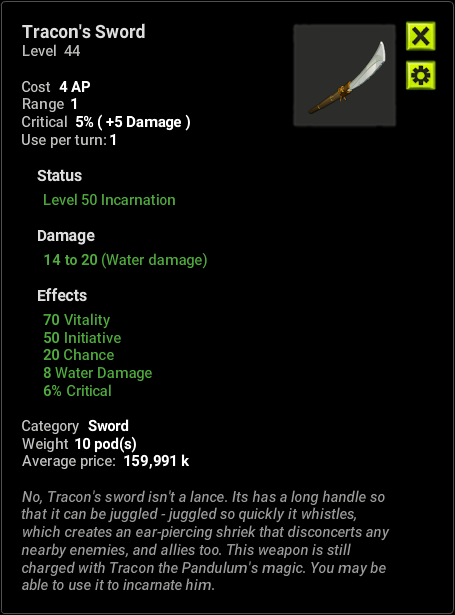 Tracon's Sword
Level 44
Cost 4 AP
Range 1
Critical 5% ( +5 Damage )
Use per turn: 1
Status
Level 50 Incarnation
Damage
14 to 20 (Water damage)
Effects
70 Vitality
50 Initiative
20 Chance
8 Water Damage
6% Critical
Category Sword
Weight 10 pod(s)
Average price: 159,991 k
No, Tracon's sword isn't a lance. Its has a long handle so
that it can be juggled - juggled so quickly it whistles,
which creates an ear-piercing shriek that disconcerts any
nearby enemies, and allies too. This weapon is still
charged with Tracon the Pandulum's magic. You may be
able to use it to incarnate him.